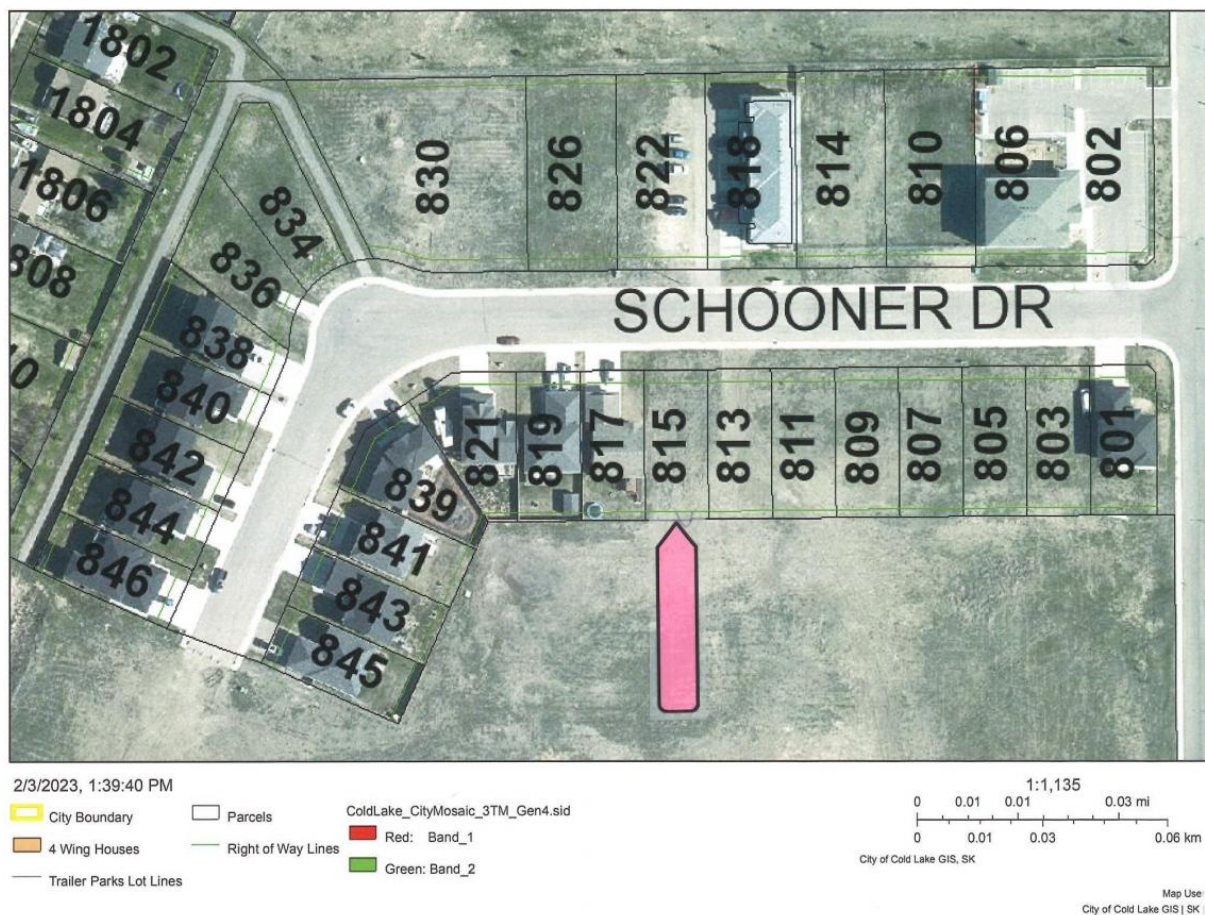 1802
1804
1806
808
10
830
826
822
818
814
810
806
802
834
836
838
840
842
844
846
SCHOONER DR
821
819
817
815
813
811
809
807
805
803
801
839
841
843
845
2/3/2023, 1:39:40 PM
City Boundary
4 Wing Houses
Trailer Parks Lot Lines
Parcels
Right of Way Lines
ColdLake_CityMosaic_3TM_Gen4.sid
Red: Band_1
Green: Band_2
1:1,135
0 0.01 0.01 0.03 mi
0 0.01 0.03 0.06 km
City of Cold Lake GIS, SK
Map Use
City of Cold Lake GIS | SK |